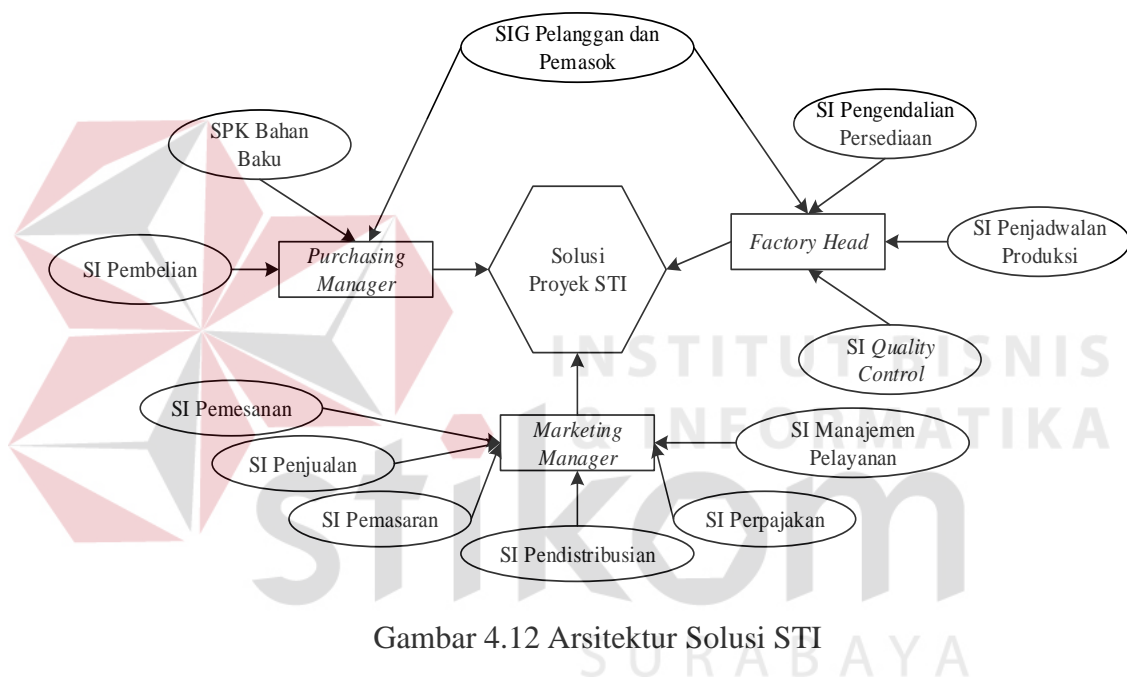 SIG Pelanggan dan
Pemasok
SPK Bahan
Baku
SI Pengendalian
Persediaan
SI Pembelian
Purchasing
Manager
Solusi
Proyek STI
Factory Head
SI Penjadwalan
Produksi
SI Quality
Control
INSTITUT BISNIS
& INFORMATIKA
SI Pemesanan
SI Penjualan
SI Pemasaran
Marketing
Manager
SI Manajemen
Pelayanan
SI Perpajakan
SI Pendistribusian
stikom
Gambar 4.12 Arsitektur Solusi STI
SURABAYA